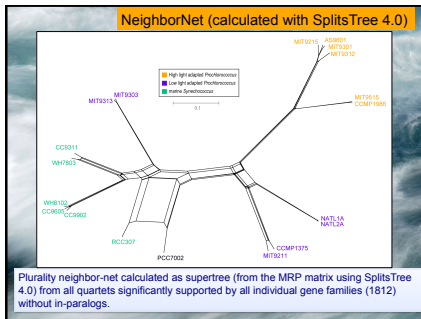 NeighborNet (calculated with SplitsTree 4.0)
MIT9215
AS9601
MIT9301
MIT9312
High light adapted Prochlorococcus
Low light adapted Prochlorococcus
marine Synechococcus
0.1
MIT9303
MIT9313
MIT9515
CCMP1986
CC9311
WH7803
WH8102
CC9605
CC9902
RCC307
PCC7002
NATL1A
NATL2A
CCMP1375
MIT9211
Plurality neighbor-net calculated as supertree (from the MRP matrix using SplitsTree
4.0) from all quartets significantly supported by all individual gene families (1812)
without in-paralogs.